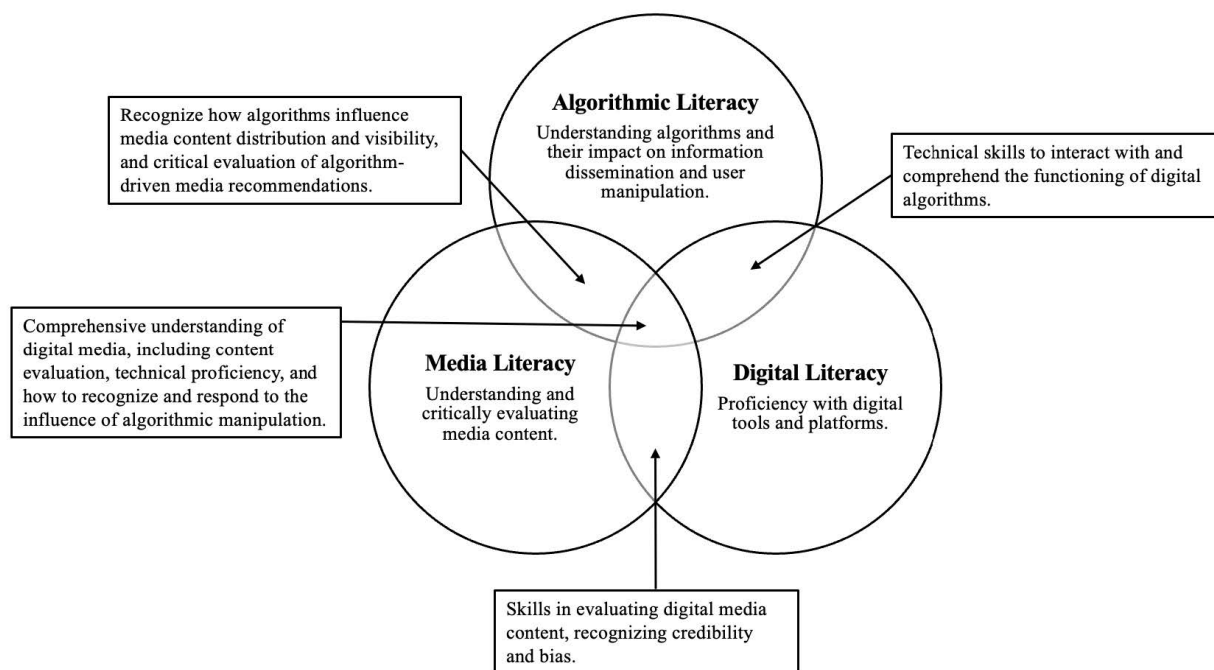 Algorithmic Literacy
Understanding algorithms and
their impact on information
dissemination and user
manipulation.
Recognize how algorithms influence
media content distribution and visibility,
and critical evaluation of algorithm-
driven media recommendations.
Technical skills to interact with and
comprehend the functioning of digital
algorithms.
Comprehensive understanding of
digital media, including content
evaluation, technical proficiency, and
how to recognize and respond to the
influence of algorithmic manipulation.
Media Literacy
Understanding and
critically evaluating
media content.
Digital Literacy
Proficiency with digital
tools and platforms.
Skills in evaluating digital media
content, recognizing credibility
and bias.